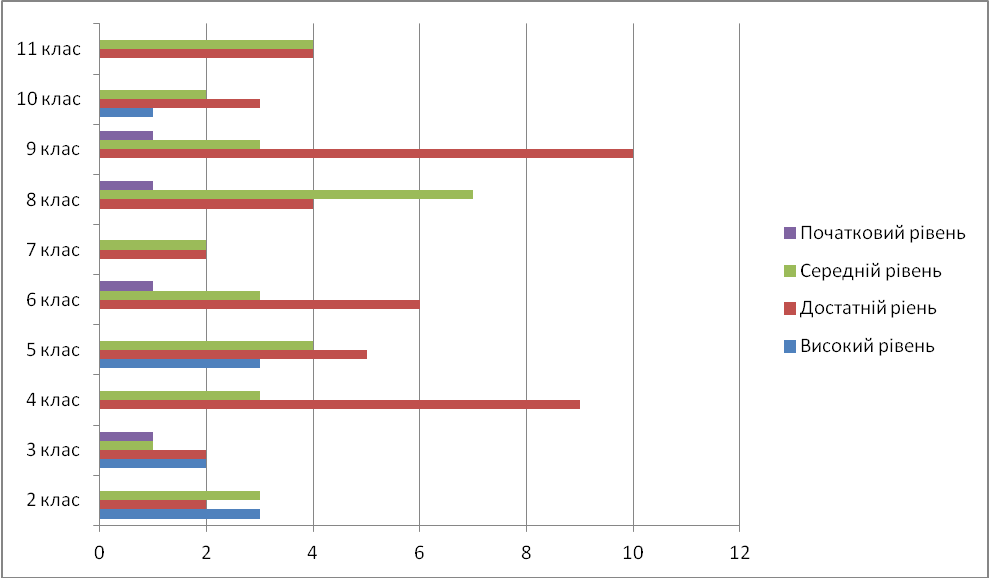 11 клас
10 клас
9 клас
8 клас
7 клас
6 клас
5 клас
4 клас
3 клас
2 клас
0 2 4 6 8 10 12
Початковий рівень
Середній рівень
Достатній ріень
Високий рівень